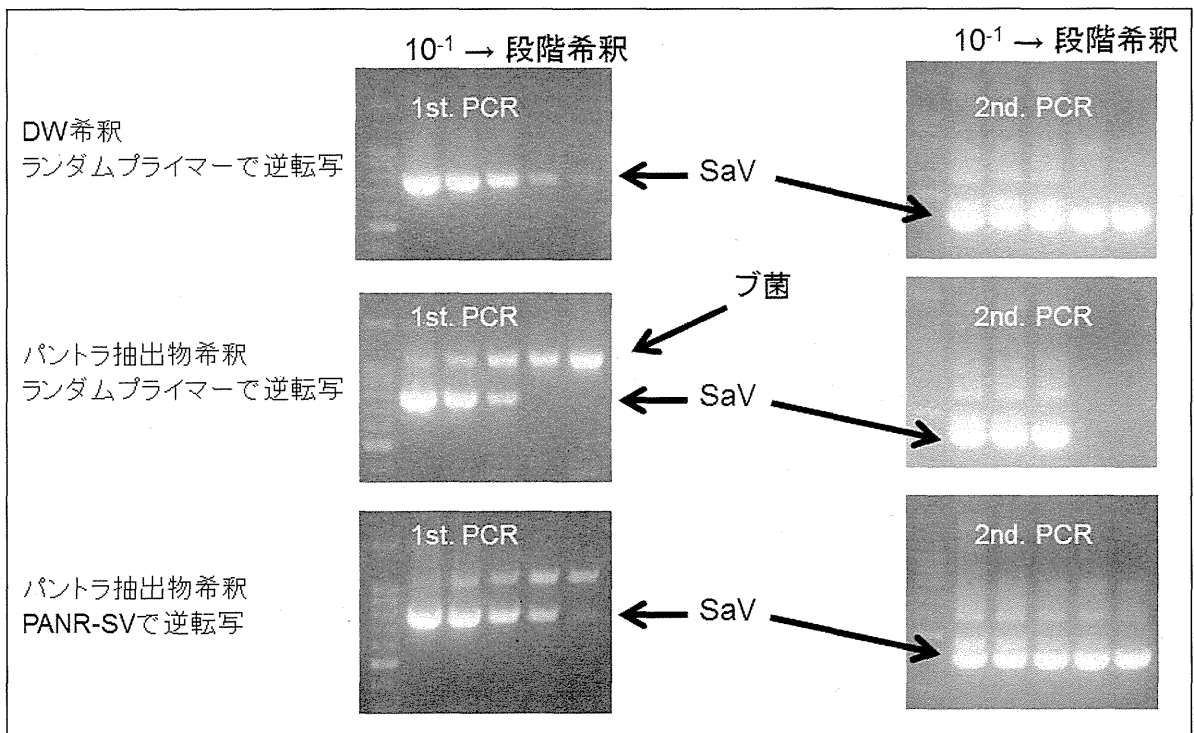 10⁻¹ → 段階希釈
10⁻¹ → 段階希釈
DW希釈
ランダムプライマーで逆転写
1st. PCR
SaV
2nd. PCR
ブ菌
パントラ抽出物希釈
ランダムプライマーで逆転写
1st. PCR
SaV
2nd. PCR
パントラ抽出物希釈
PANR-SVで逆転写
1st. PCR
SaV
2nd. PCR